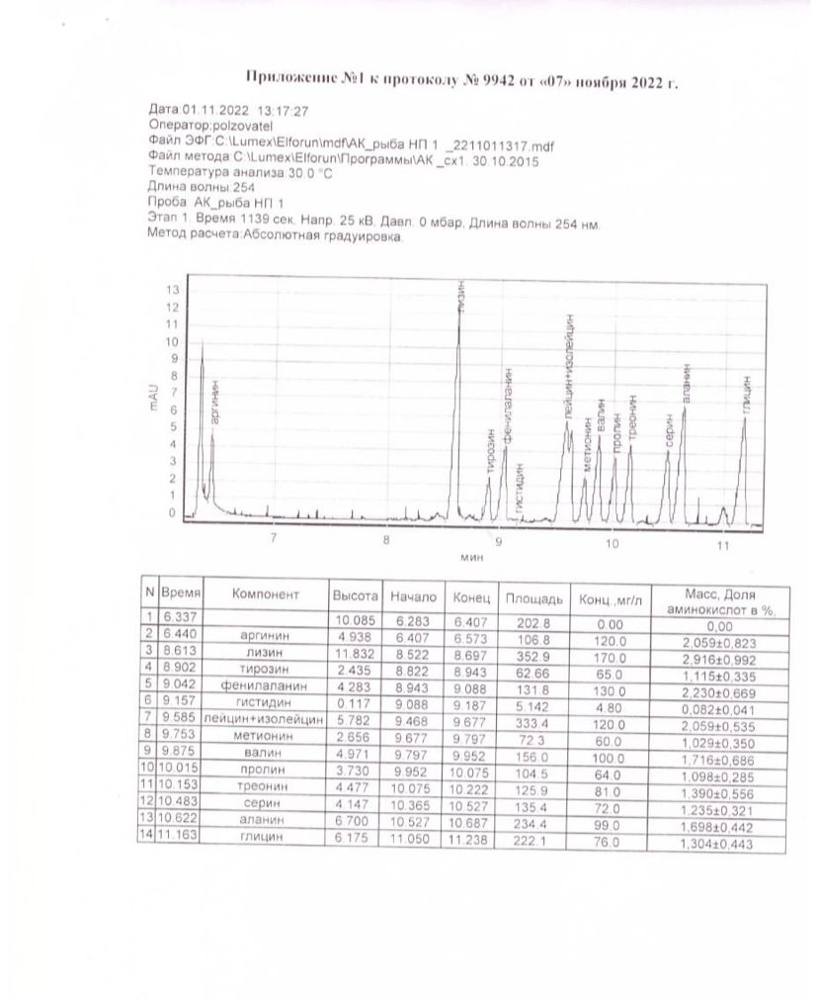 Приложение №1 к протоколу № 9942 от «07» ноября 2022 г.
Дата:01.11.2022 13:17:27
Оператор:polzovatel
Файл ЭФГ:C:\Lumex\Elforun\mdf\АК_рыба НП 1 _2211011317.mdf
Файл метода:C:\Lumex\Elforun\Программы\АК_сх1. 30.10.2015
Температура анализа:30.0 °C
Длина волны:254
Проба: АК_рыба НП 1
Этап 1. Время 1139 сек, Напр. 25 кВ, Давл. 0 мбар, Длина волны 254 нм.
Метод расчета:Абсолютная градуировка.
mAU
13
12
11
10
9
8
7
6
5
4
3
2
1
0
аргинин
лизин
тирозин
фенилаланин
гистидин
лейцин+изолейцин
метионин
валин
пролин
треонин
серин
аланин
глицин
7 8 9 10 11
мин
N Время Компонент Высота Начало Конец Площадь Конц.,мг/л Масс, Доля аминокислот в %,
1 6.337 10.085 6.283 6.407 202.8 0.00 0,00
2 6.440 аргинин 4.938 6.407 6.573 106.8 120.0 2,059±0,823
3 8.613 лизин 11.832 8.522 8.697 352.9 170.0 2,916±0,992
4 8.902 тирозин 2.435 8.822 8.943 62.66 65.0 1,115±0,335
5 9.042 фенилаланин 4.283 8.943 9.088 131.8 130.0 2,230±0,669
6 9.157 гистидин 0.117 9.088 9.187 5.142 4.80 0,082±0,041
7 9.585 лейцин+изолейцин 5.782 9.468 9.677 333.4 120.0 2,059±0,535
8 9.753 метионин 2.656 9.677 9.797 72.3 60.0 1,029±0,350
9 9.875 валин 4.971 9.797 9.952 156.0 100.0 1,716±0,686
10 10.015 пролин 3.730 9.952 10.075 104.5 64.0 1,098±0,285
11 10.153 треонин 4.477 10.075 10.222 125.9 81.0 1,390±0,556
12 10.483 серин 4.147 10.365 10.527 135.4 72.0 1,235±0,321
13 10.622 аланин 6.700 10.527 10.687 234.4 99.0 1,698±0,442
14 11.163 глицин 6.175 11.050 11.238 222.1 76.0 1,304±0,443